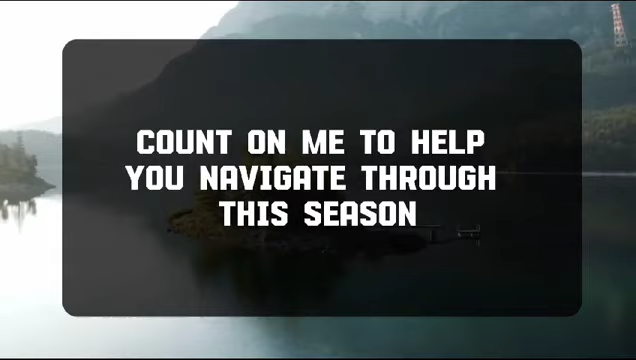 COUNT ON ME TO HELP
YOU NAVIGATE THROUGH
THIS SEASON